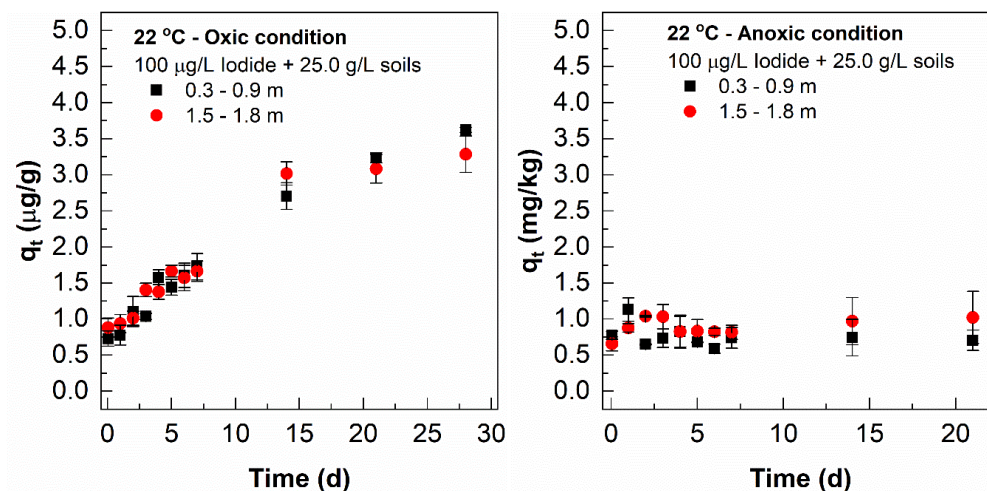 22 °C - Oxic condition
100 μg/L Iodide + 25.0 g/L soils
0.3 - 0.9 m
1.5 - 1.8 m
qt (μg/g)
5.0
4.5
4.0
3.5
3.0
2.5
2.0
1.5
1.0
0.5
0.0
0 5 10 15 20 25 30
Time (d)
22 °C - Anoxic condition
100 μg/L Iodide + 25.0 g/L soils
0.3 - 0.9 m
1.5 - 1.8 m
qt (mg/kg)
5.0
4.5
4.0
3.5
3.0
2.5
2.0
1.5
1.0
0.5
0.0
0 5 10 15 20
Time (d)